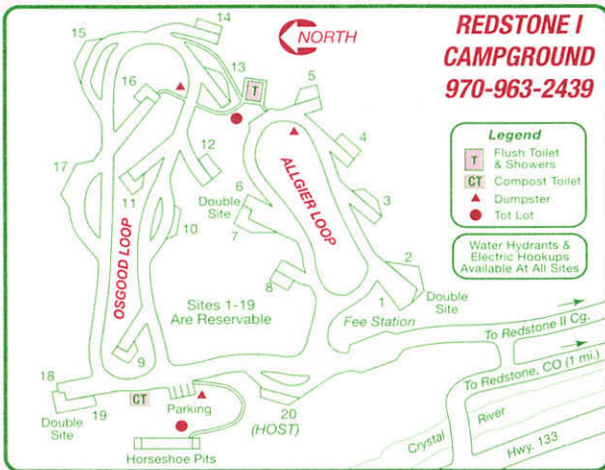 REDSTONE I
CAMPGROUND
970-963-2439
NORTH
Legend
T
Flush Toilet
& Showers
CT
Compost Toilet
Dumpster
Tot Lot
Water Hydrants &
Electric Hookups
Available At All Sites
14
15
13
T
5
16
4
12
17
11
10
6
Double
Site
7
3
2
8
1
Double
Site
OSGOOD LOOP
ALLGIER LOOP
Sites 1-19
Are Reservable
Fee Station
To Redstone II Cg.
To Redstone, CO (1 mi.)
9
18
19
Double
Site
CT
Parking
20
(HOST)
Horseshoe Pits
Crystal
River
Hwy. 133